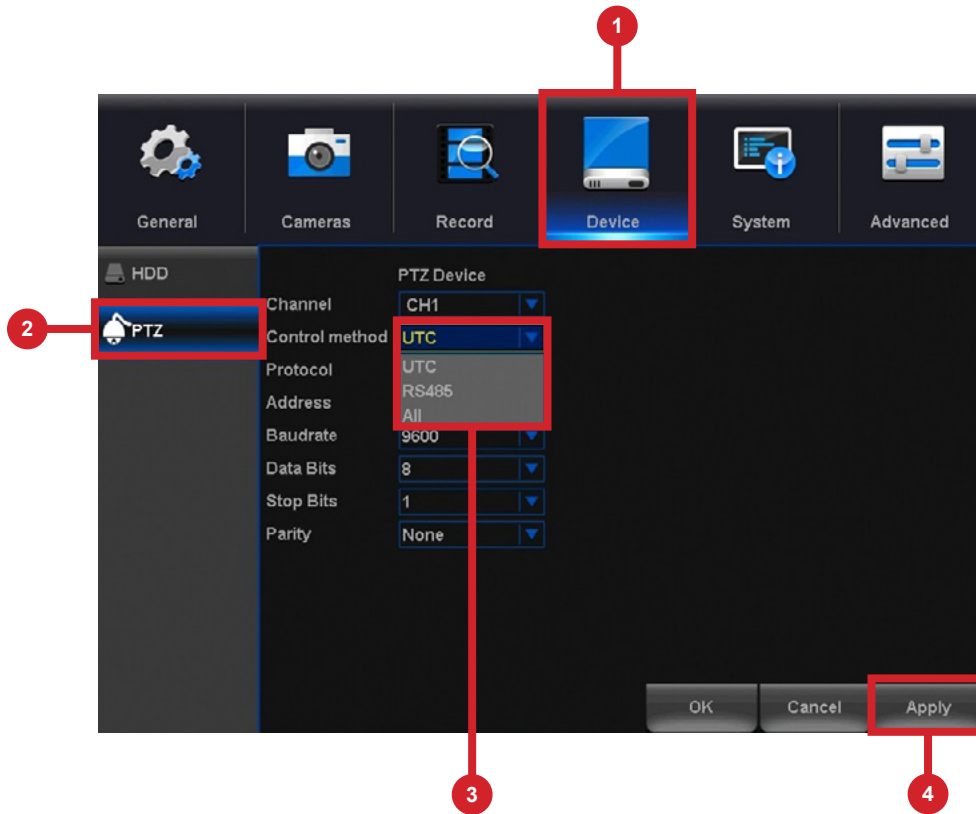 1
General Cameras Record Device System Advanced
HDD
PTZ Device
Channel CH1
2
PTZ
Control method UTC
Protocol UTC
RS485
Address
All
Baudrate 9600
Data Bits 8
Stop Bits 1
Parity None
OK Cancel Apply
3
4